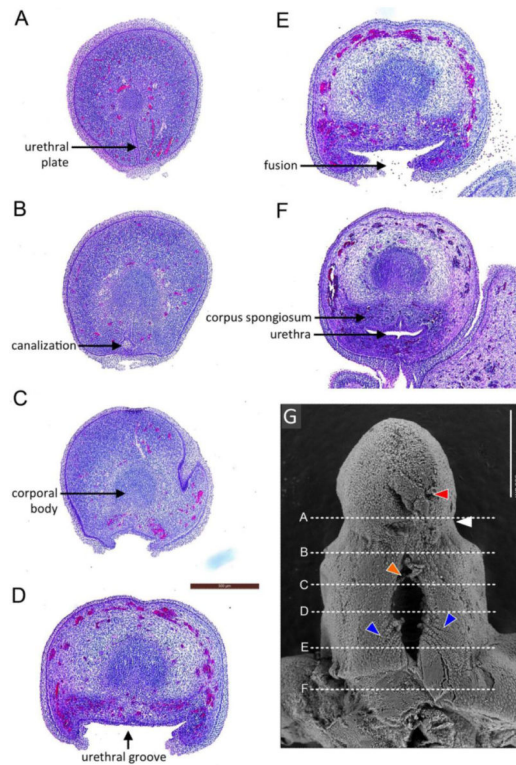 A
urethral
plate
B
canalization
C
corporal
body
D
urethral groove
E
fusion
F
corpus spongiosum
urethra
G
A
B
C
D
E
F